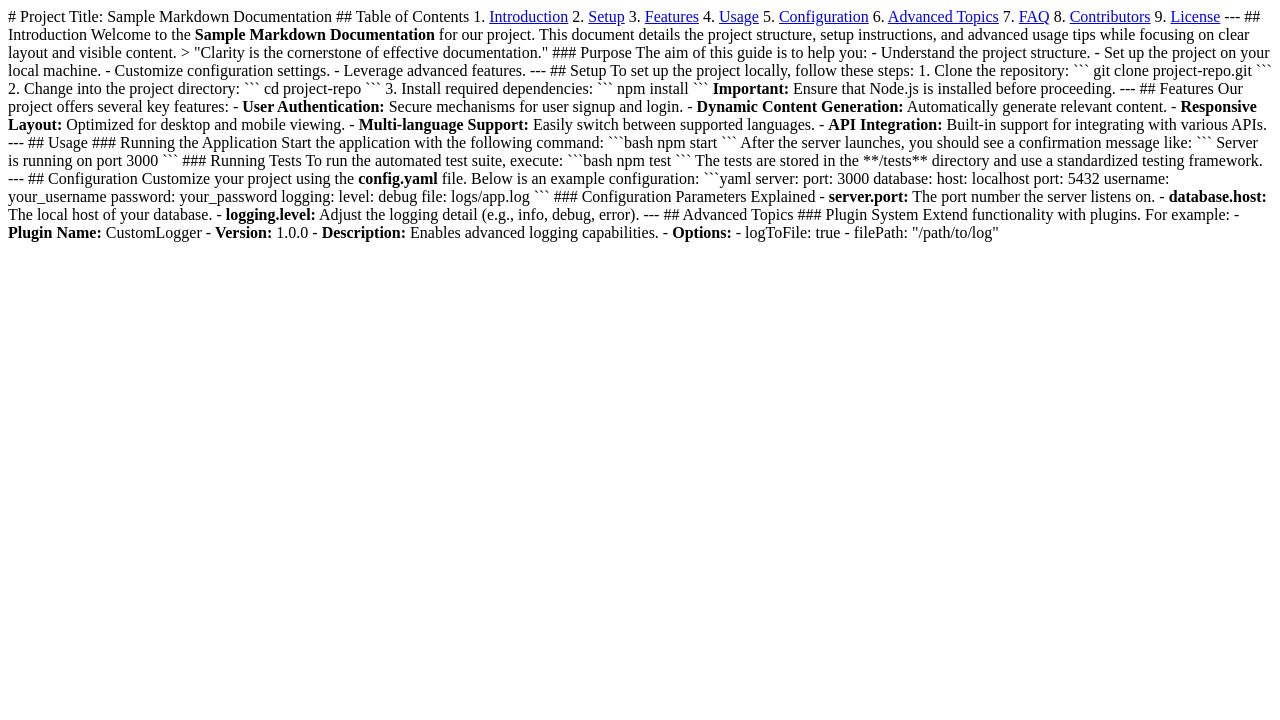 # Project Title: Sample Markdown Documentation ## Table of Contents 1. Introduction 2. Setup 3. Features 4. Usage 5. Configuration 6. Advanced Topics 7. FAQ 8. Contributors 9. License --- ##
Introduction Welcome to the Sample Markdown Documentation for our project. This document details the project structure, setup instructions, and advanced usage tips while focusing on clear
layout and visible content. > "Clarity is the cornerstone of effective documentation." ### Purpose The aim of this guide is to help you: - Understand the project structure. - Set up the project on your
local machine. - Customize configuration settings. - Leverage advanced features. --- ## Setup To set up the project locally, follow these steps: 1. Clone the repository: ``` git clone project-repo.git ```
2. Change into the project directory: ``` cd project-repo ``` 3. Install required dependencies: ``` npm install ``` Important: Ensure that Node.js is installed before proceeding. --- ## Features Our
project offers several key features: - User Authentication: Secure mechanisms for user signup and login. - Dynamic Content Generation: Automatically generate relevant content. - Responsive
Layout: Optimized for desktop and mobile viewing. - Multi-language Support: Easily switch between supported languages. - API Integration: Built-in support for integrating with various APIs.
--- ## Usage ### Running the Application Start the application with the following command: ```bash npm start ``` After the server launches, you should see a confirmation message like: ``` Server
is running on port 3000 ``` ### Running Tests To run the automated test suite, execute: ```bash npm test ``` The tests are stored in the **/tests** directory and use a standardized testing framework.
--- ## Configuration Customize your project using the config.yaml file. Below is an example configuration: ```yaml server: port: 3000 database: host: localhost port: 5432 username:
your_username password: your_password logging: level: debug file: logs/app.log ``` ### Configuration Parameters Explained - server.port: The port number the server listens on. - database.host:
The local host of your database. - logging.level: Adjust the logging detail (e.g., info, debug, error). --- ## Advanced Topics ### Plugin System Extend functionality with plugins. For example: -
Plugin Name: CustomLogger - Version: 1.0.0 - Description: Enables advanced logging capabilities. - Options: - logToFile: true - filePath: "/path/to/log"